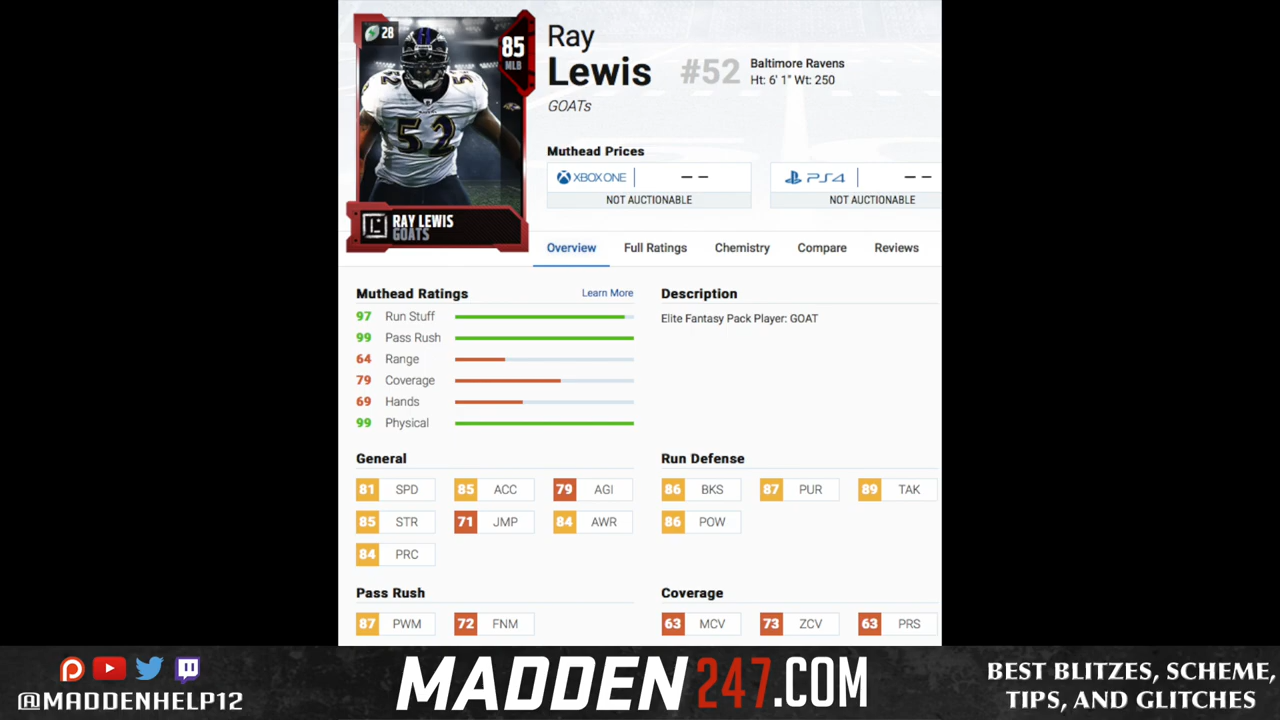 28
85
MLB
52
52
RAY LEWIS
GOATS
Ray
Lewis
#52
Baltimore Ravens
Ht: 6' 1" Wt: 250
GOATs
Muthead Prices
XBOX ONE – –
NOT AUCTIONABLE
PS4 – –
NOT AUCTIONABLE
Overview Full Ratings Chemistry Compare Reviews
Muthead Ratings Learn More
97 Run Stuff
99 Pass Rush
64 Range
79 Coverage
69 Hands
99 Physical
Description
Elite Fantasy Pack Player: GOAT
General
81 SPD 85 ACC 79 AGI
85 STR 71 JMP 84 AWR
84 PRC
Run Defense
86 BKS 87 PUR 89 TAK
86 POW
Pass Rush
87 PWM 72 FNM
Coverage
63 MCV 73 ZCV 63 PRS
@MADDENHELP12
MADDEN247.COM
BEST BLITZES, SCHEME,
TIPS, AND GLITCHES